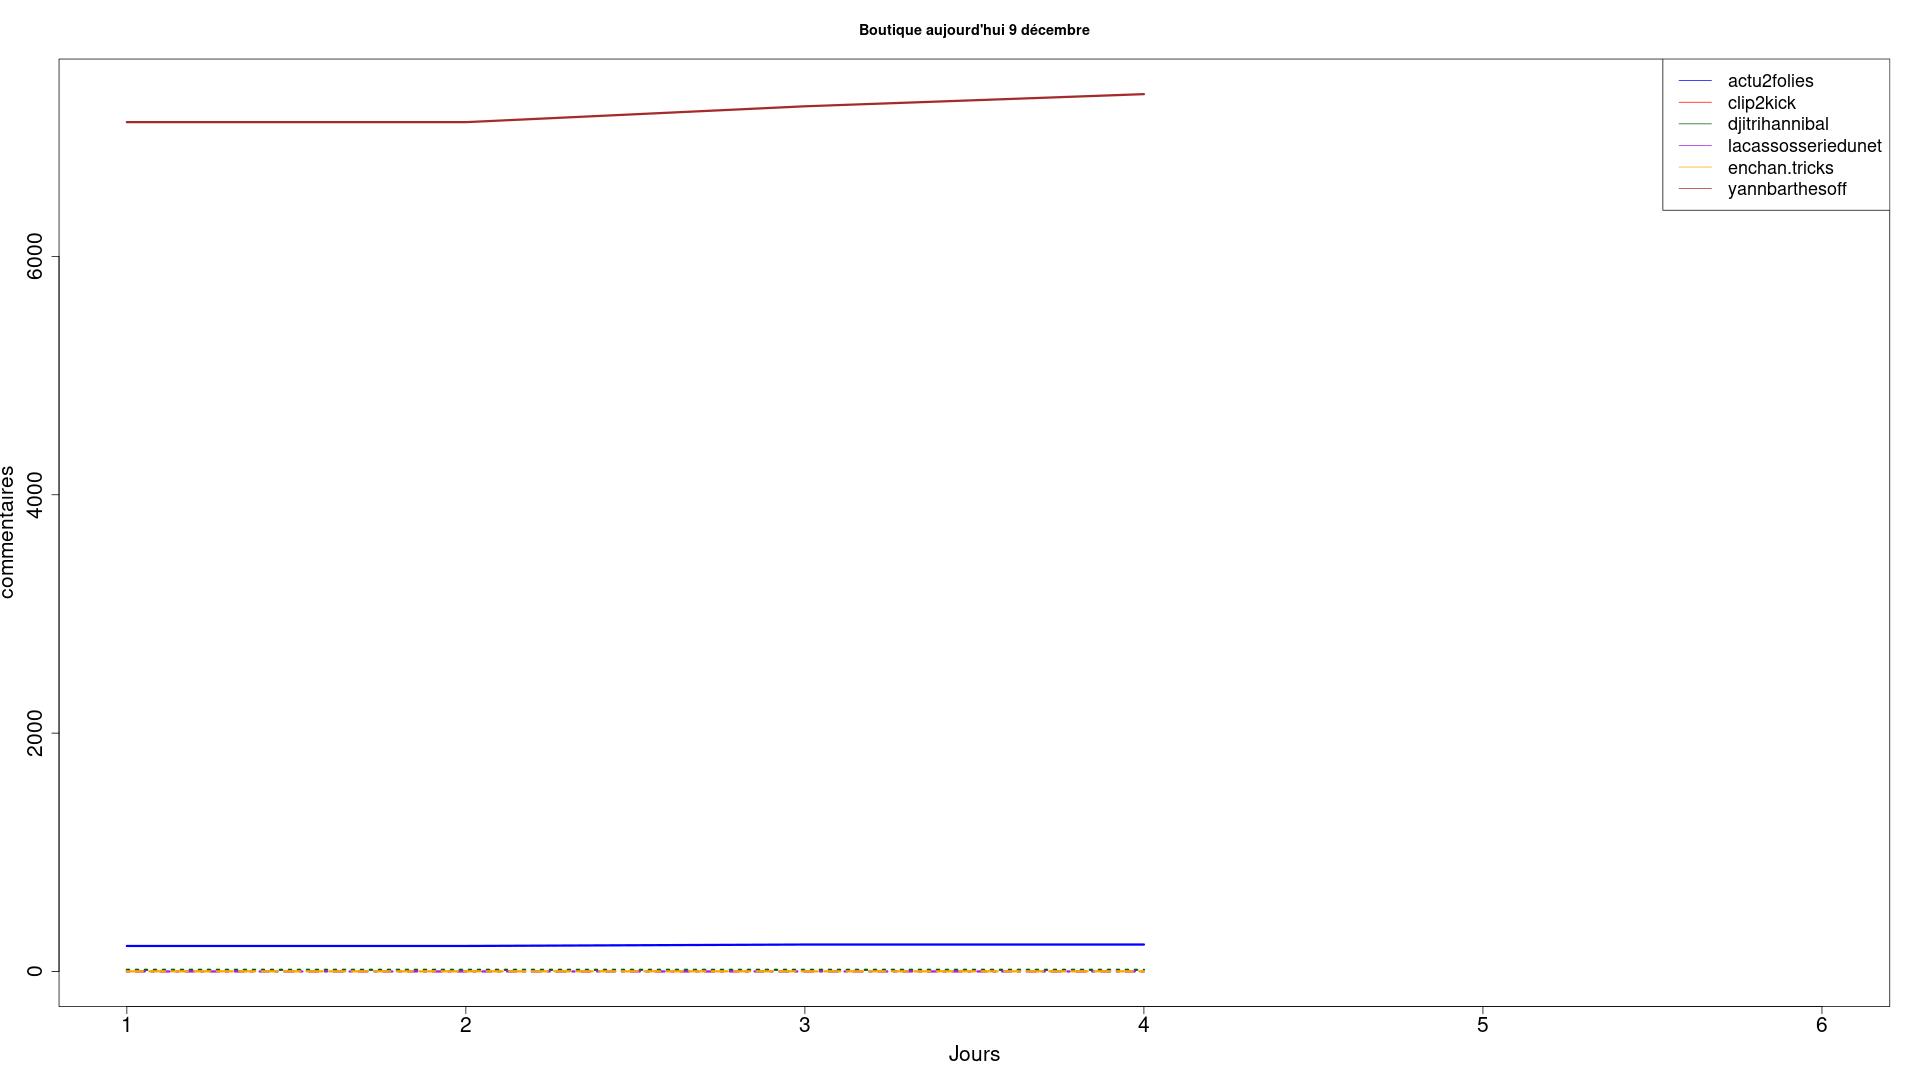 Boutique aujourd'hui 9 décembre
actu2folies
clip2kick
djitrihannibal
lacassosseriedunet
enchan.tricks
yannbarthesoff
commentaires
6000
4000
2000
0
1 2 3 4 5 6
Jours